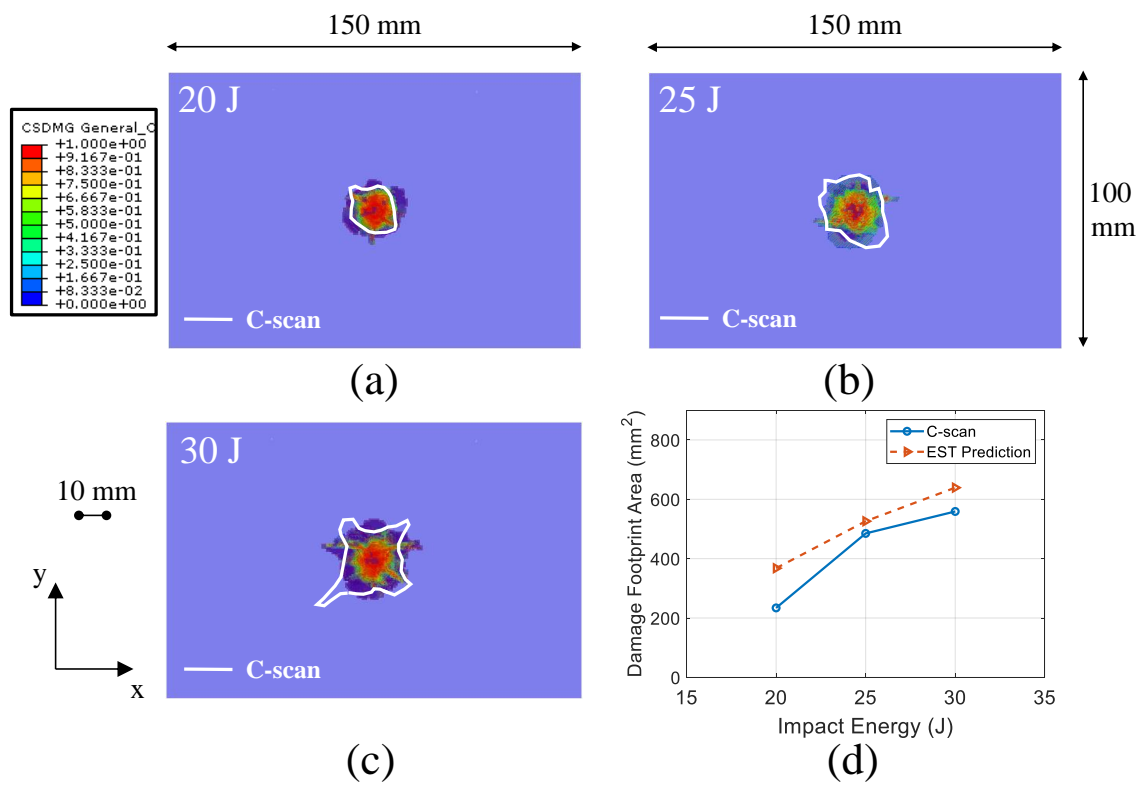 150 mm
150 mm
20 J
25 J
CSDMG General_C
+1.000e+00
+9.167e-01
+8.333e-01
+7.500e-01
+6.667e-01
+5.833e-01
+5.000e-01
+4.167e-01
+3.333e-01
+2.500e-01
+1.667e-01
+8.333e-02
+0.000e+00
100
mm
C-scan
C-scan
(a)
(b)
30 J
10 mm
y
x
C-scan
(c)
Damage Footprint Area (mm²)
800
600
400
200
0
C-scan
EST Prediction
15
20
25
30
35
Impact Energy (J)
(d)